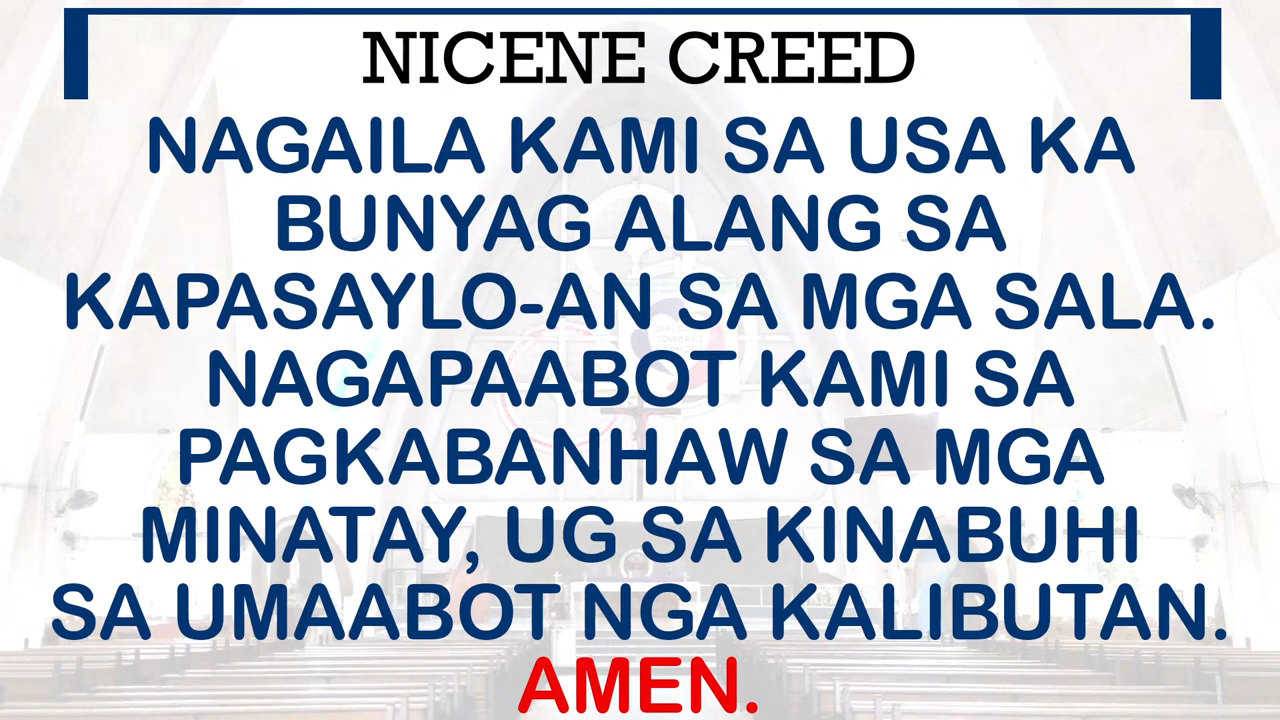 NICENE CREED
NAGAILA KAMI SA USA KA
BUNYAG ALANG SA
KAPASAYLO-AN SA MGA SALA.
NAGAPAABOT KAMI SA
PAGKABANHAW SA MGA
MINATAY, UG SA KINABUHI
SA UMAABOT NGA KALIBUTAN.
AMEN.